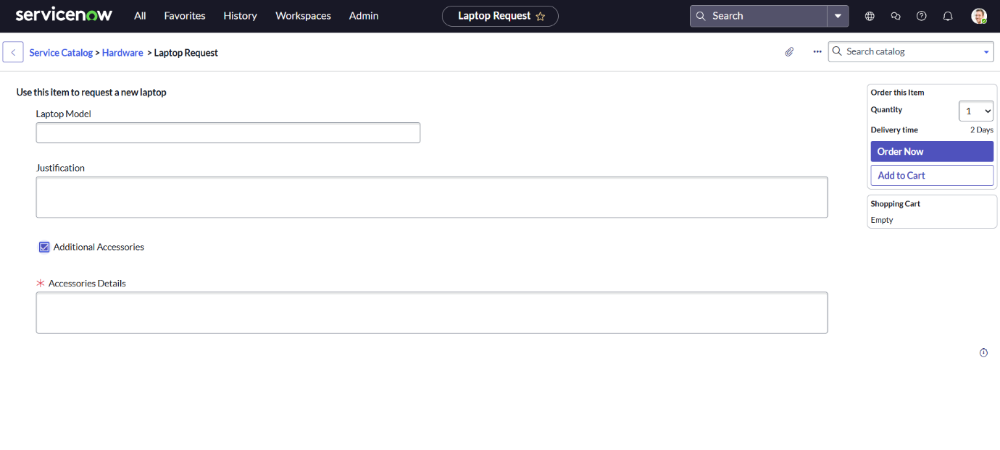 servicenow All Favorites History Workspaces Admin Laptop Request Search
Service Catalog > Hardware > Laptop Request Search catalog
Use this item to request a new laptop
Laptop Model
Justification
Additional Accessories
* Accessories Details
Order this Item
Quantity 1
Delivery time 2 Days
Order Now
Add to Cart
Shopping Cart
Empty